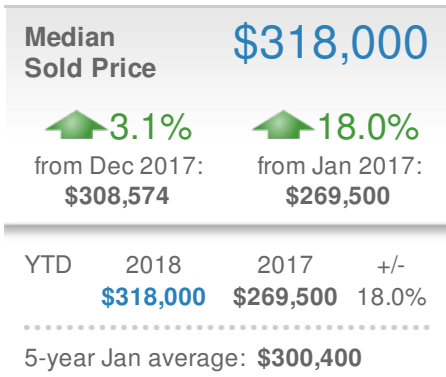 Median $318,000
Sold Price
3.1% 18.0%
from Dec 2017: from Jan 2017:
$308,574 $269,500
YTD 2018 2017 +/-
$318,000 $269,500 18.0%
5-year Jan average: $300,400